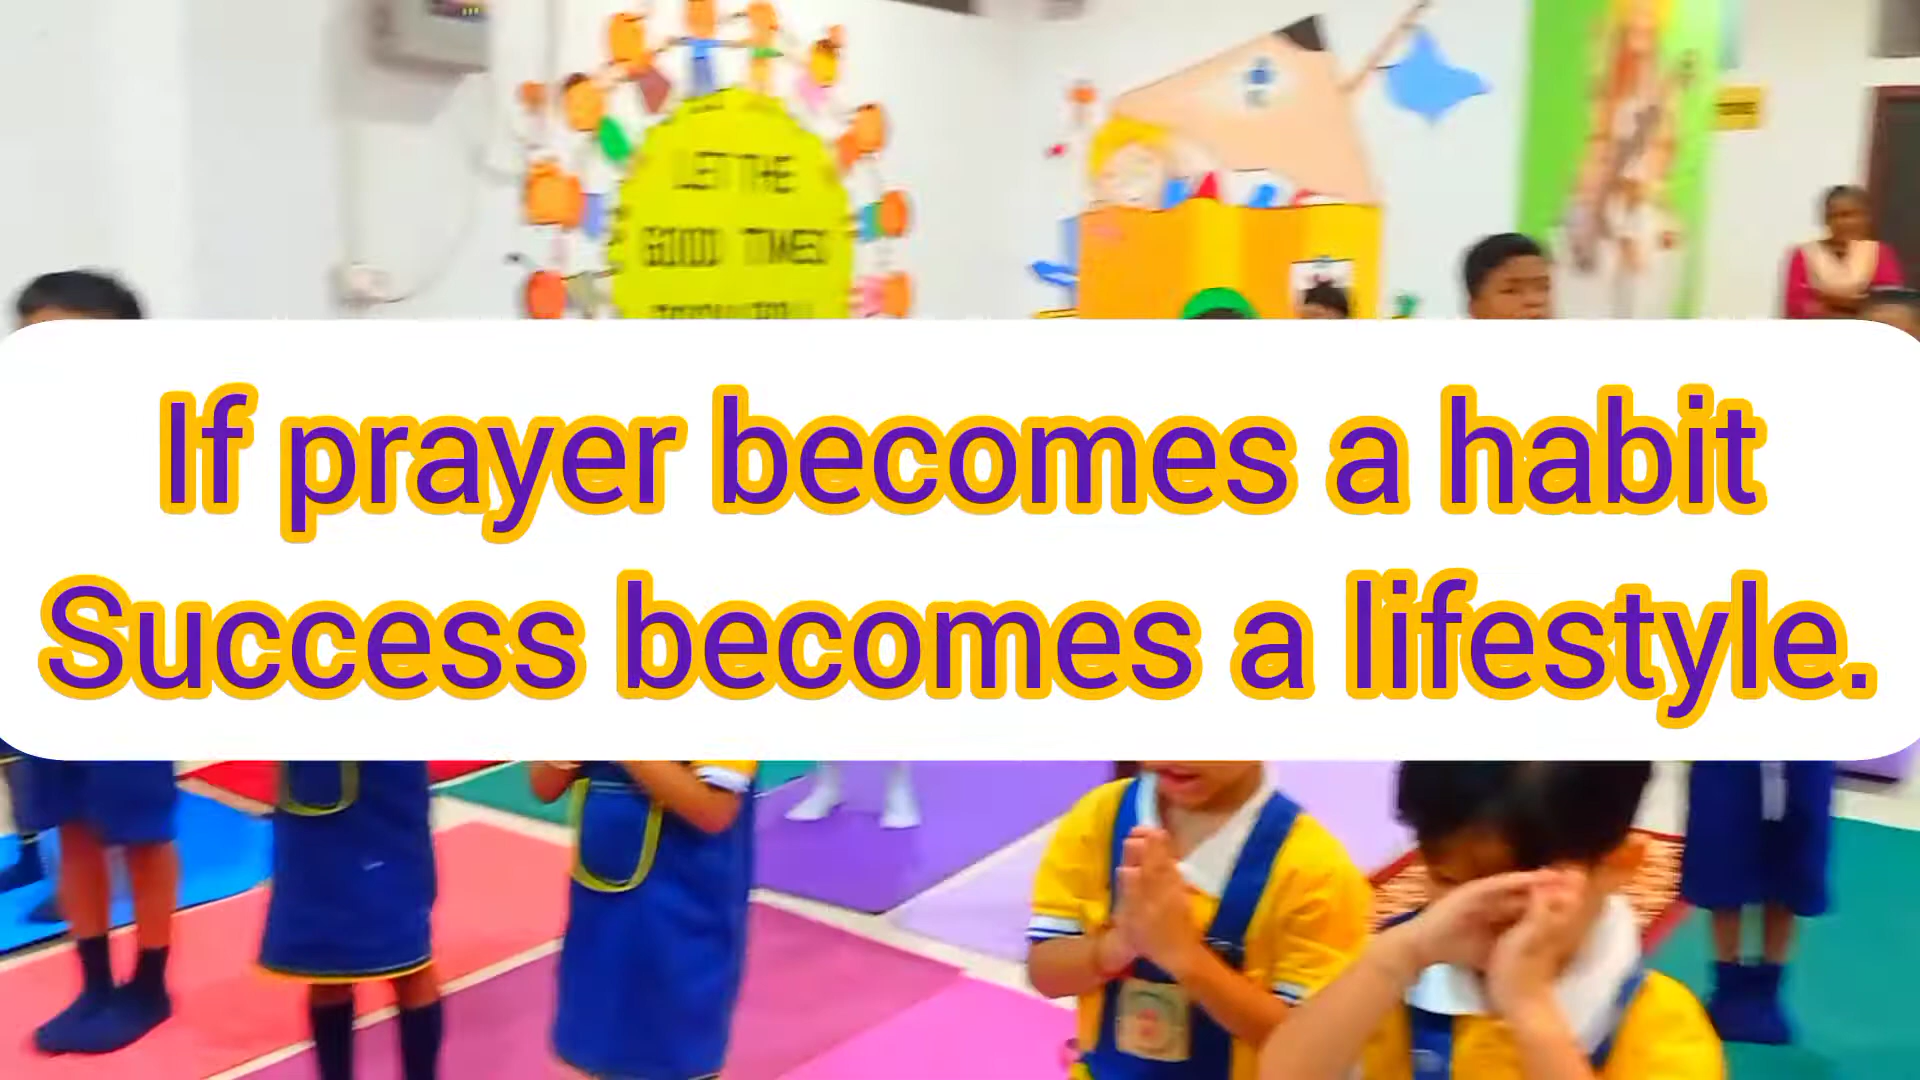 LET THE
GOOD TIMES
If prayer becomes a habit
Success becomes a lifestyle.